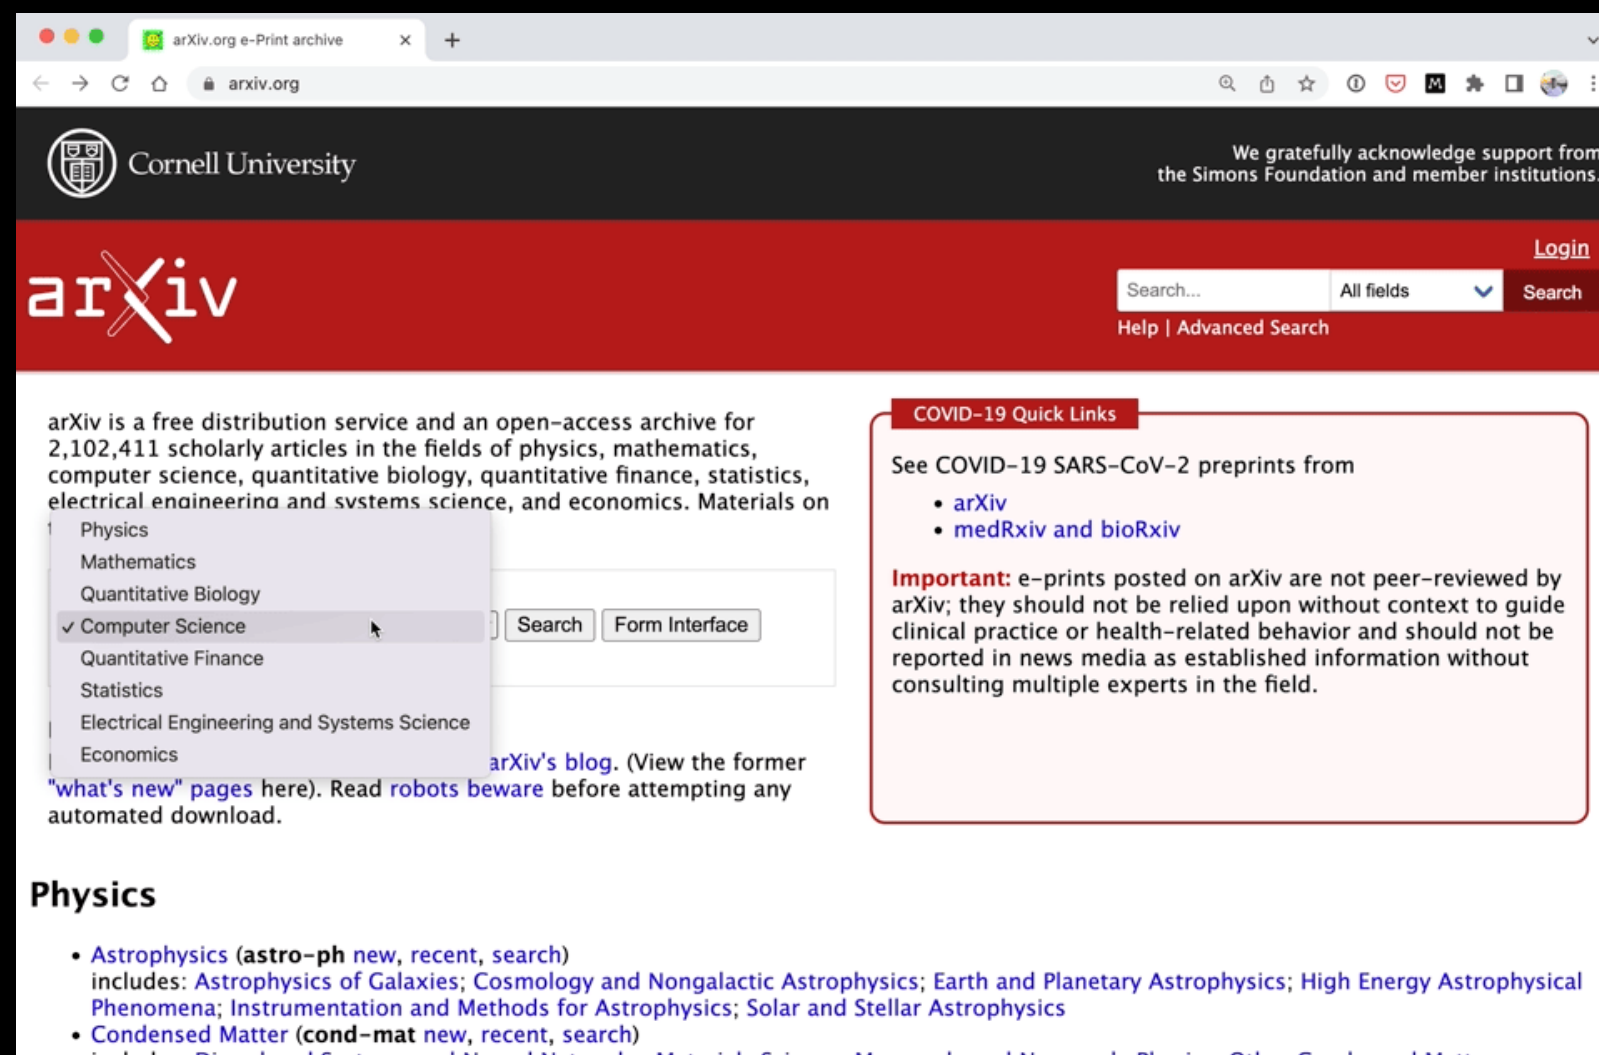 arXiv.org e-Print archive
arxiv.org
Cornell University
We gratefully acknowledge support from
the Simons Foundation and member institutions.
arXiv
Login
Search...
All fields
Search
Help | Advanced Search
arXiv is a free distribution service and an open-access archive for
2,102,411 scholarly articles in the fields of physics, mathematics,
computer science, quantitative biology, quantitative finance, statistics,
electrical engineering and systems science, and economics. Materials on
Physics
Mathematics
Quantitative Biology
✓ Computer Science
Quantitative Finance
Statistics
Electrical Engineering and Systems Science
Economics
Search
Form Interface
arXiv's blog. (View the former
"what's new" pages here). Read robots beware before attempting any
automated download.
COVID-19 Quick Links
See COVID-19 SARS-CoV-2 preprints from
• arXiv
• medRxiv and bioRxiv
Important: e-prints posted on arXiv are not peer-reviewed by
arXiv; they should not be relied upon without context to guide
clinical practice or health-related behavior and should not be
reported in news media as established information without
consulting multiple experts in the field.
Physics
• Astrophysics (astro-ph new, recent, search)
includes: Astrophysics of Galaxies; Cosmology and Nongalactic Astrophysics; Earth and Planetary Astrophysics; High Energy Astrophysical
Phenomena; Instrumentation and Methods for Astrophysics; Solar and Stellar Astrophysics
• Condensed Matter (cond-mat new, recent, search)